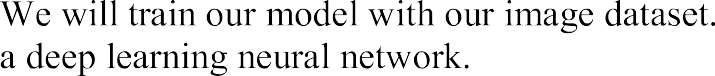 We will train our model with our image dataset.
a deep learning neural network.